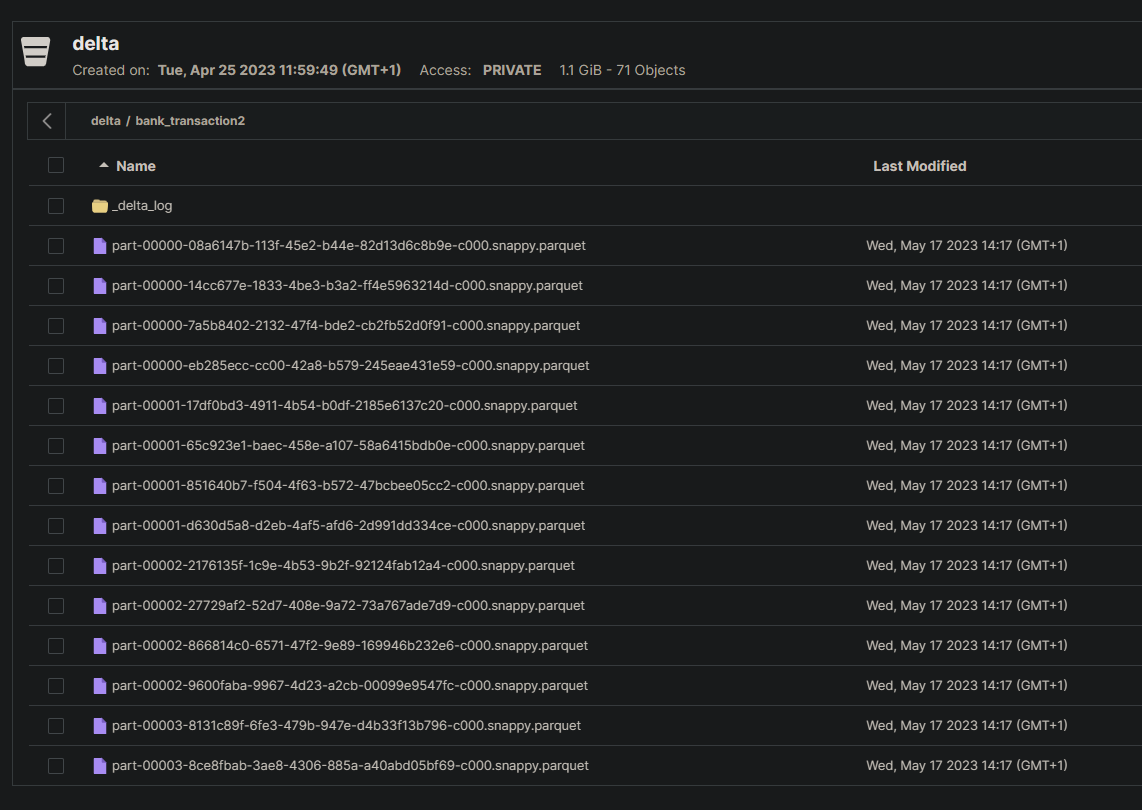 delta
Created on: Tue, Apr 25 2023 11:59:49 (GMT+1) Access: PRIVATE 1.1 GiB - 71 Objects
delta / bank_transaction2
Name Last Modified
_delta_log
part-00000-08a6147b-113f-45e2-b44e-82d13d6c8b9e-c000.snappy.parquet Wed, May 17 2023 14:17 (GMT+1)
part-00000-14cc677e-1833-4be3-b3a2-ff4e5963214d-c000.snappy.parquet Wed, May 17 2023 14:17 (GMT+1)
part-00000-7a5b8402-2132-47f4-bde2-cb2fb52d0f91-c000.snappy.parquet Wed, May 17 2023 14:17 (GMT+1)
part-00000-eb285ecc-cc00-42a8-b579-245eae431e59-c000.snappy.parquet Wed, May 17 2023 14:17 (GMT+1)
part-00001-17df0bd3-4911-4b54-b0df-2185e6137c20-c000.snappy.parquet Wed, May 17 2023 14:17 (GMT+1)
part-00001-65c923e1-baec-458e-a107-58a6415bdb0e-c000.snappy.parquet Wed, May 17 2023 14:17 (GMT+1)
part-00001-851640b7-f504-4f63-b572-47bcbee05cc2-c000.snappy.parquet Wed, May 17 2023 14:17 (GMT+1)
part-00001-d630d5a8-d2eb-4af5-afd6-2d991dd334ce-c000.snappy.parquet Wed, May 17 2023 14:17 (GMT+1)
part-00002-2176135f-1c9e-4b53-9b2f-92124fab12a4-c000.snappy.parquet Wed, May 17 2023 14:17 (GMT+1)
part-00002-27729af2-52d7-408e-9a72-73a767ade7d9-c000.snappy.parquet Wed, May 17 2023 14:17 (GMT+1)
part-00002-866814c0-6571-47f2-9e89-169946b232e6-c000.snappy.parquet Wed, May 17 2023 14:17 (GMT+1)
part-00002-9600faba-9967-4d23-a2cb-00099e9547fc-c000.snappy.parquet Wed, May 17 2023 14:17 (GMT+1)
part-00003-8131c89f-6fe3-479b-947e-d4b33f13b796-c000.snappy.parquet Wed, May 17 2023 14:17 (GMT+1)
part-00003-8ce8fbab-3ae8-4306-885a-a40abd05bf69-c000.snappy.parquet Wed, May 17 2023 14:17 (GMT+1)